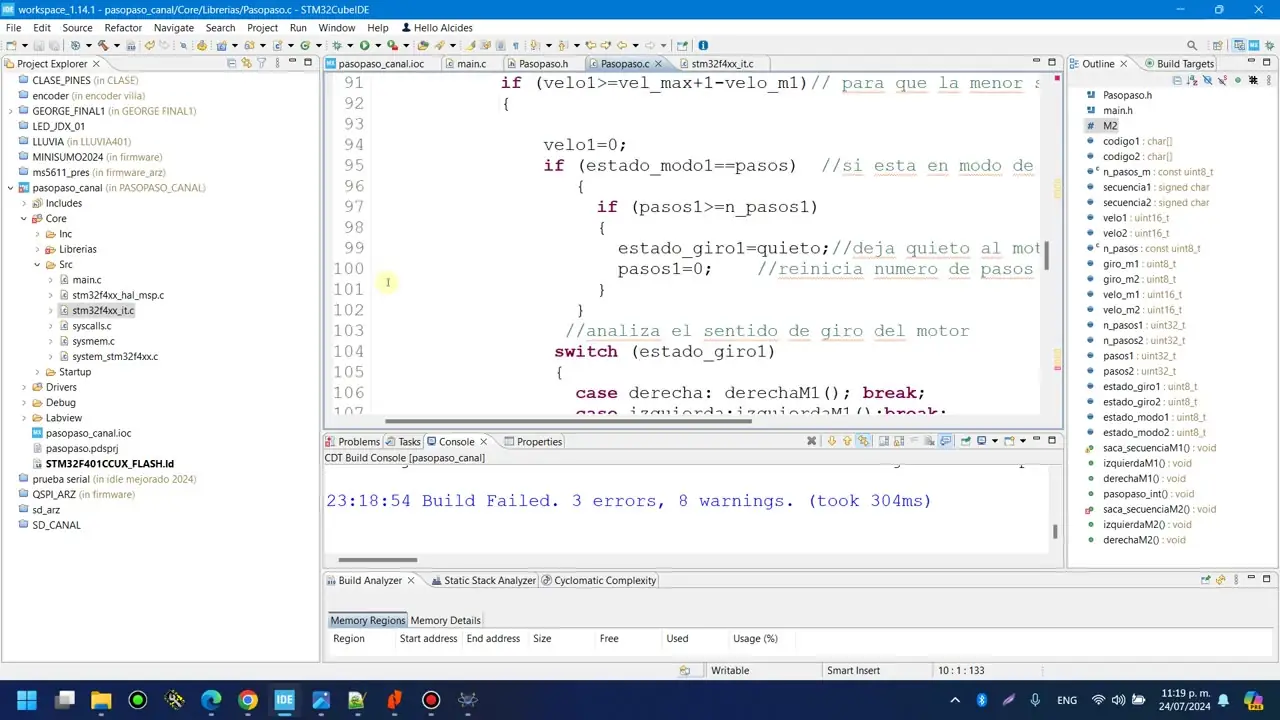 workspace_1.14.1 - pasopaso_canal/Core/Librerias/Pasopaso.c - STM32CubeIDE
File Edit Source Refactor Navigate Search Project Run Window Help Hello Alcides
Project Explorer
CLASE_PINES (in CLASE)
encoder (in encoder vilia)
GEORGE_FINAL1 (in GEORGE FINAL1)
LED_JDX_01
LLUVIA (in LLUVIA401)
MINISUMO2024 (in firmware)
ms5611_pres (in firmware_arz)
pasopaso_canal (in PASOPASO_CANAL)
Includes
Core
Inc
Librerias
Src
main.c
stm32f4xx_hal_msp.c
stm32f4xx_it.c
syscalls.c
sysmem.c
system_stm32f4xx.c
Startup
Drivers
Debug
Labview
pasopaso_canal.ioc
pasopaso.pdsprj
STM32F401CCUX_FLASH.ld
prueba serial (in idle mejorado 2024)
QSPI_ARZ (in firmware)
sd_arz
SD_CANAL
pasopaso_canal.ioc main.c Pasopaso.h Pasopaso.c stm32f4xx_it.c
91 if (velo1>=vel_max+1-velo_m1)// para que la menor s
92 {
93
94 velo1=0;
95 if (estado_modo1==pasos) //si esta en modo de
96 {
97 if (pasos1>=n_pasos1)
98 {
99 estado_giro1=quieto;//deja quieto al mot
100 pasos1=0; //reinicia numero de pasos
101 }
102 }
103 //analiza el sentido de giro del motor
104 switch (estado_giro1)
105 {
106 case derecha: derechaM1(); break;
107 case izquierda:izquierdaM1();break;
Problems Tasks Console Properties
CDT Build Console [pasopaso_canal]
23:18:54 Build Failed. 3 errors, 8 warnings. (took 304ms)
Build Analyzer Static Stack Analyzer Cyclomatic Complexity
Memory Regions Memory Details
Region Start address End address Size Free Used Usage (%)
Outline Build Targets
Pasopaso.h
main.h
# M2
codigo1 : char[]
codigo2 : char[]
n_pasos_m : const uint8_t
secuencia1 : signed char
secuencia2 : signed char
velo1 : uint16_t
velo2 : uint16_t
n_pasos : const uint8_t
giro_m1 : uint8_t
giro_m2 : uint8_t
velo_m1 : uint16_t
velo_m2 : uint16_t
n_pasos1 : uint32_t
n_pasos2 : uint32_t
pasos1 : uint32_t
pasos2 : uint32_t
estado_giro1 : uint8_t
estado_giro2 : uint8_t
estado_modo1 : uint8_t
estado_modo2 : uint8_t
saca_secuenciaM1() : void
izquierdaM1() : void
derechaM1() : void
pasopaso_int() : void
saca_secuenciaM2() : void
izquierdaM2() : void
derechaM2() : void
Writable Smart Insert 10 : 1 : 133
IDE
ENG
11:19 p. m.
24/07/2024